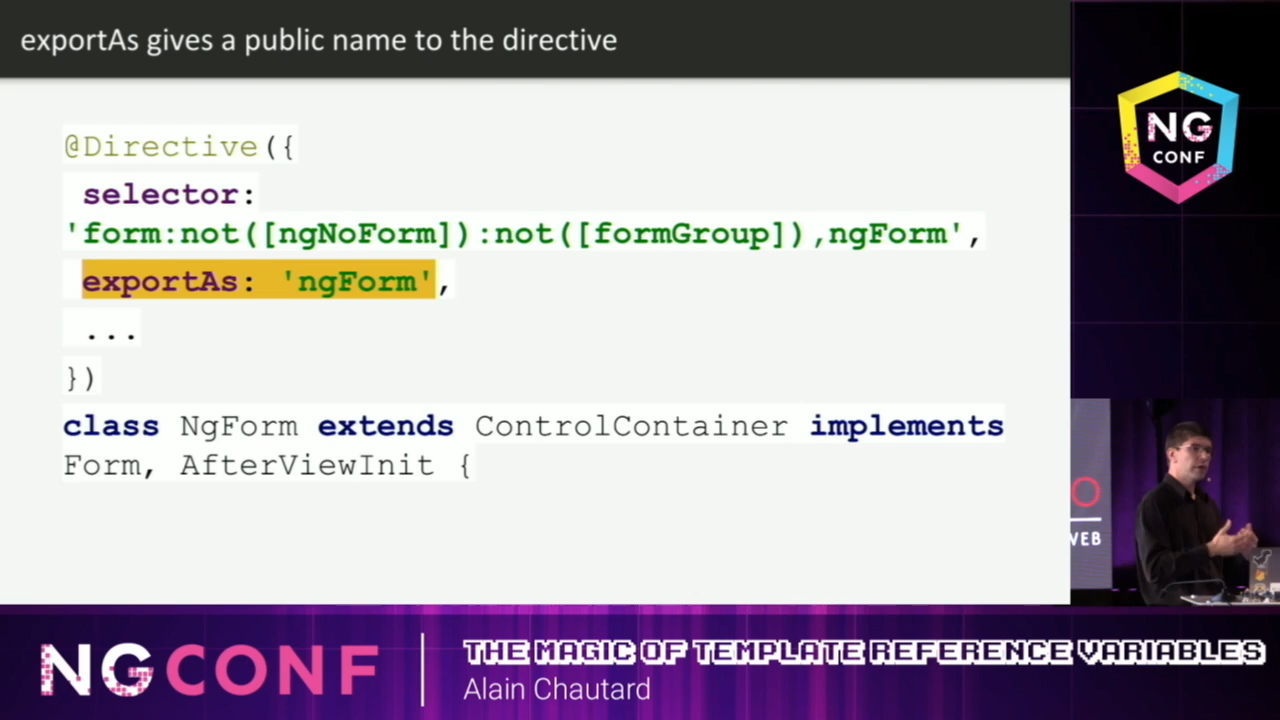 exportAs gives a public name to the directive
@Directive({
selector:
'form:not([ngNoForm]):not([formGroup]),ngForm',
exportAs: 'ngForm',
...
})
class NgForm extends ControlContainer implements
Form, AfterViewInit {
NG
CONF
O
WEB
NGCONF
THE MAGIC OF TEMPLATE REFERENCE VARIABLES
Alain Chautard